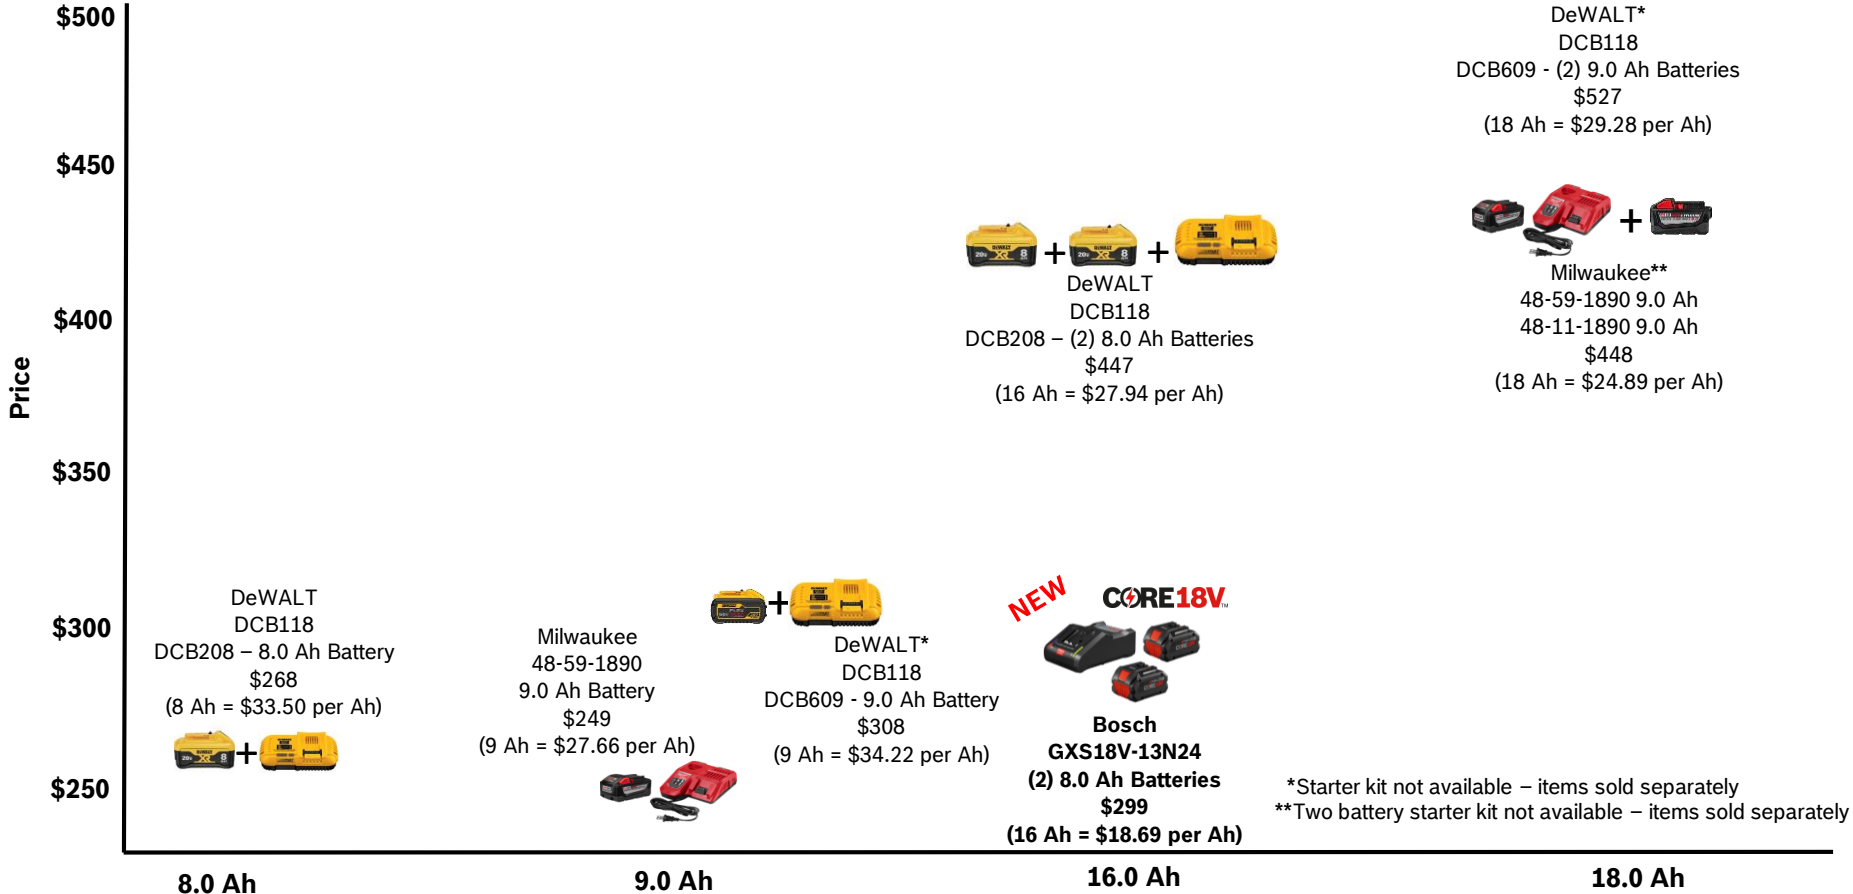 $500
$450
$400
$350
$300
$250
Price
DeWALT*
DCB118
DCB609 - (2) 9.0 Ah Batteries
$527
(18 Ah = $29.28 per Ah)
+
Milwaukee**
48-59-1890 9.0 Ah
48-11-1890 9.0 Ah
$448
(18 Ah = $24.89 per Ah)
+ +
DeWALT
DCB118
DCB208 – (2) 8.0 Ah Batteries
$447
(16 Ah = $27.94 per Ah)
DeWALT
DCB118
DCB208 – 8.0 Ah Battery
$268
(8 Ah = $33.50 per Ah)
+
Milwaukee
48-59-1890
9.0 Ah Battery
$249
(9 Ah = $27.66 per Ah)
+
DeWALT*
DCB118
DCB609 - 9.0 Ah Battery
$308
(9 Ah = $34.22 per Ah)
NEW
CORE18V™
Bosch
GXS18V-13N24
(2) 8.0 Ah Batteries
$299
(16 Ah = $18.69 per Ah)
*Starter kit not available – items sold separately
**Two battery starter kit not available – items sold separately
8.0 Ah
9.0 Ah
16.0 Ah
18.0 Ah